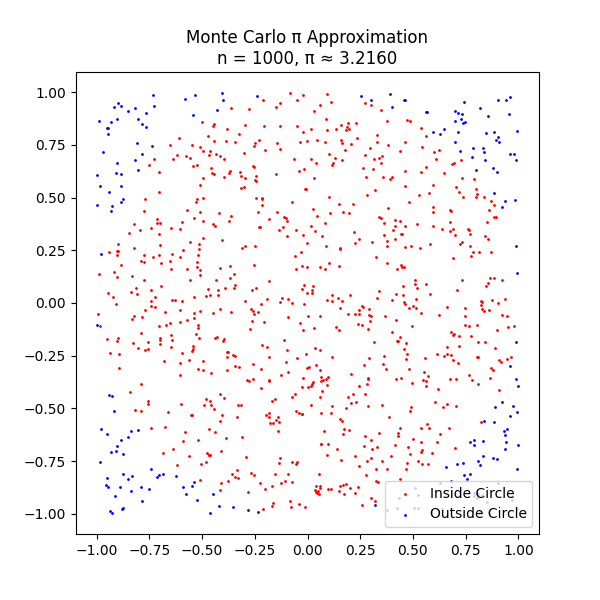 Monte Carlo π Approximation
n = 1000, π ≈ 3.2160
1.00
0.75
0.50
0.25
0.00
−0.25
−0.50
−0.75
−1.00
Inside Circle
Outside Circle
−1.00 −0.75 −0.50 −0.25 0.00 0.25 0.50 0.75 1.00